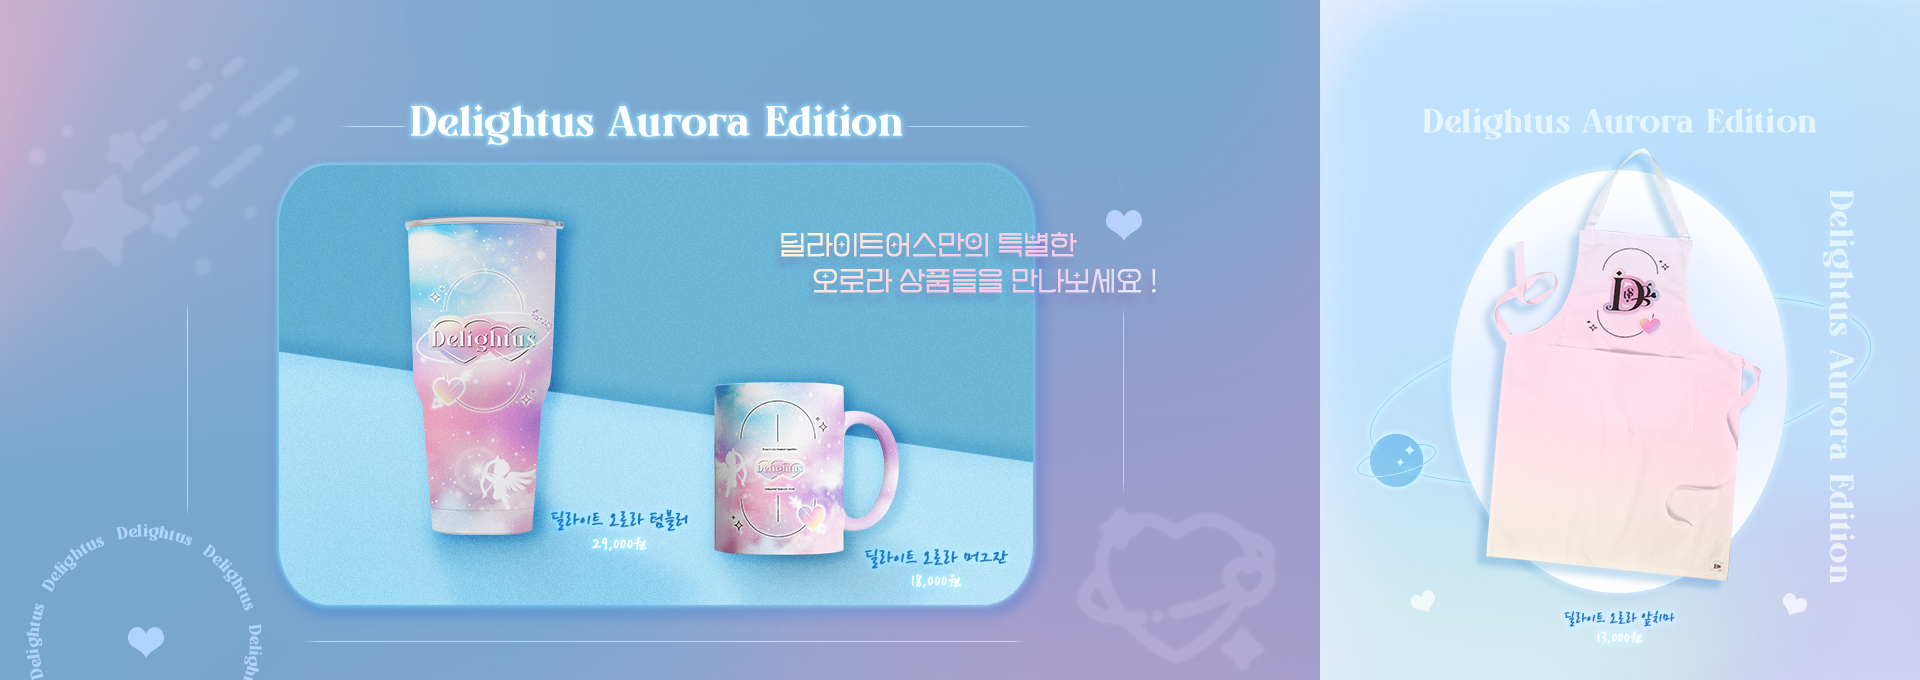 Delightus Aurora Edition
딜라이트어스만의 특별한
오로라 상품들을 만나보세요 !
Delightus
딜라이트 오로라 텀블러
29,000원
Delightus
딜라이트 오로라 머그잔
18,000원
Delightus Delightus Delightus Delightus Deligh
Delightus Aurora Edition
Delightus Aurora Edition
딜라이트 오로라 앞치마
13,000원